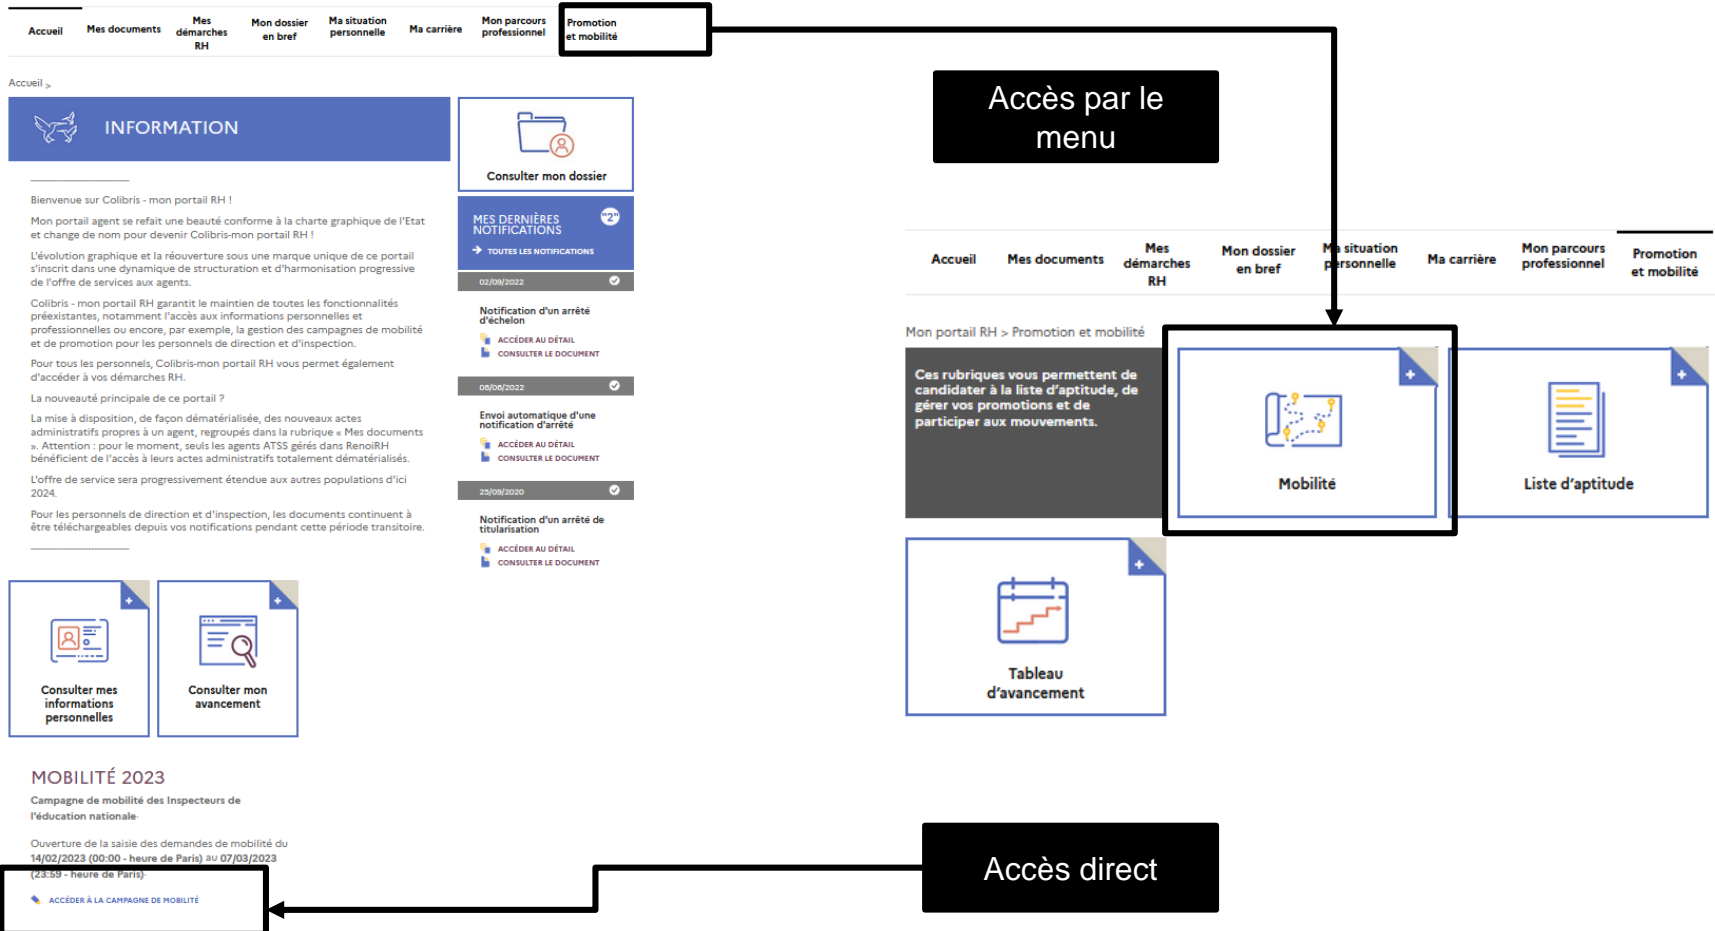 Accueil
Mes documents
Mes
démarches
RH
Mon dossier
en bref
Ma situation
personnelle
Ma carrière
Mon parcours
professionnel
Promotion
et mobilité
Accueil >
INFORMATION
Bienvenue sur Colibris - mon portail RH !
Mon portail agent se refait une beauté conforme à la charte graphique de l'Etat
et change de nom pour devenir Colibris-mon portail RH !
L'évolution graphique et la réouverture sous une marque unique de ce portail
s'inscrit dans une dynamique de structuration et d'harmonisation progressive
de l'offre de services aux agents.
Colibris - mon portail RH garantit le maintien de toutes les fonctionnalités
préexistantes, notamment l'accès aux informations personnelles et
professionnelles ou encore, par exemple, la gestion des campagnes de mobilité
et de promotion pour les personnels de direction et d'inspection.
Pour tous les personnels, Colibris-mon portail RH vous permet également
d'accéder à vos démarches RH.
La nouveauté principale de ce portail ?
La mise à disposition, de façon dématérialisée, des nouveaux actes
administratifs propres à un agent, regroupés dans la rubrique « Mes documents
». Attention : pour le moment, seuls les agents ATSS gérés dans RenoiRH
bénéficient de l'accès à leurs actes administratifs totalement dématérialisés.
L'offre de service sera progressivement étendue aux autres populations d'ici
2024.
Pour les personnels de direction et d'inspection, les documents continuent à
être téléchargeables depuis vos notifications pendant cette période transitoire.
Consulter mon dossier
MES DERNIÈRES
NOTIFICATIONS
"2"
TOUTES LES NOTIFICATIONS
02/09/2022
Notification d'un arrêté
d'échelon
ACCÉDER AU DÉTAIL
CONSULTER LE DOCUMENT
08/06/2022
Envoi automatique d'une
notification d'arrêté
ACCÉDER AU DÉTAIL
CONSULTER LE DOCUMENT
25/09/2020
Notification d'un arrêté de
titularisation
ACCÉDER AU DÉTAIL
CONSULTER LE DOCUMENT
Consulter mes
informations
personnelles
Consulter mon
avancement
MOBILITÉ 2023
Campagne de mobilité des Inspecteurs de
l'éducation nationale-
Ouverture de la saisie des demandes de mobilité du
14/02/2023 (00:00 - heure de Paris) au 07/03/2023
(23:59 - heure de Paris)-
ACCÉDER À LA CAMPAGNE DE MOBILITÉ
Accès par le
menu
Accueil
Mes documents
Mes
démarches
RH
Mon dossier
en bref
Ma situation
personnelle
Ma carrière
Mon parcours
professionnel
Promotion
et mobilité
Mon portail RH > Promotion et mobilité
Ces rubriques vous permettent de
candidater à la liste d'aptitude, de
gérer vos promotions et de
participer aux mouvements.
Mobilité
Liste d'aptitude
Tableau
d'avancement
Accès direct